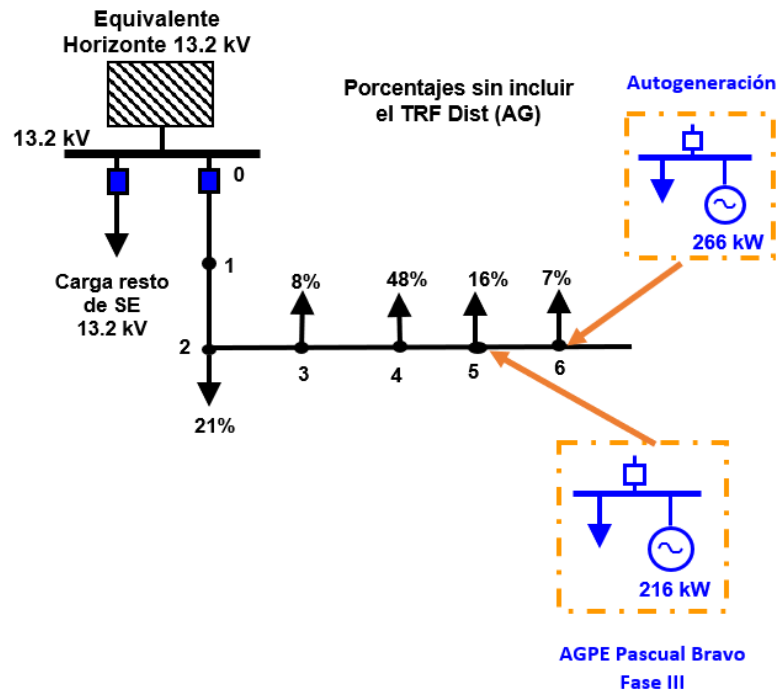 Equivalente
Horizonte 13.2 kV
Porcentajes sin incluir
el TRF Dist (AG)
Autogeneración
13.2 kV
0
266 kW
Carga resto
de SE
13.2 kV
1
8%
48%
16%
7%
2
3
4
5
6
21%
216 kW
AGPE Pascual Bravo
Fase III